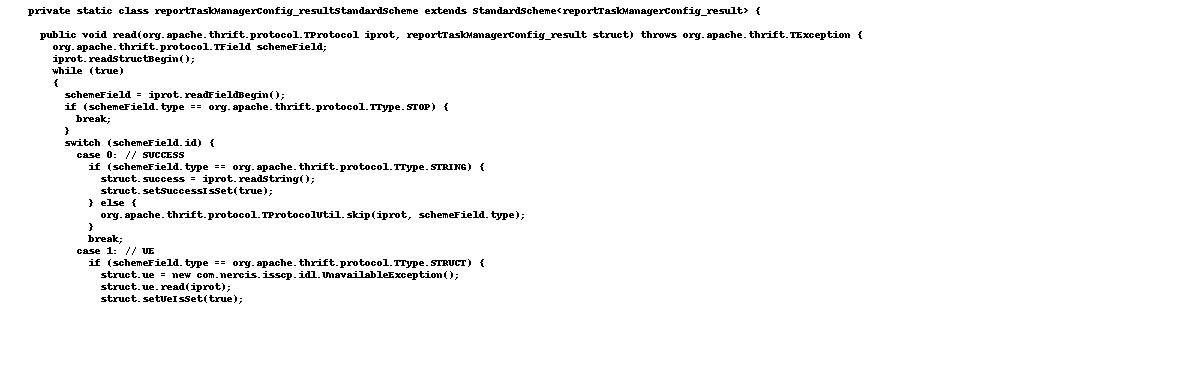 private static class reportTaskManagerConfig_resultStandardScheme extends StandardScheme<reportTaskManagerConfig_result> {
public void read(org.apache.thrift.protocol.TProtocol iprot, reportTaskManagerConfig_result struct) throws org.apache.thrift.TException {
org.apache.thrift.protocol.TField schemeField;
iprot.readStructBegin();
while (true)
{
schemeField = iprot.readFieldBegin();
if (schemeField.type == org.apache.thrift.protocol.TType.STOP) {
break;
}
switch (schemeField.id) {
case 0: // SUCCESS
if (schemeField.type == org.apache.thrift.protocol.TType.STRING) {
struct.success = iprot.readString();
struct.setSuccessIsSet(true);
} else {
org.apache.thrift.protocol.TProtocolUtil.skip(iprot, schemeField.type);
}
break;
case 1: // UE
if (schemeField.type == org.apache.thrift.protocol.TType.STRUCT) {
struct.ue = new com.nercis.isscp.idl.UnavailableException();
struct.ue.read(iprot);
struct.setUeIsSet(true);